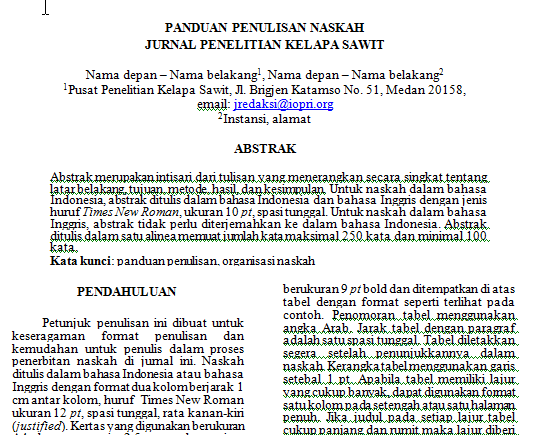 PANDUAN PENULISAN NASKAH
JURNAL PENELITIAN KELAPA SAWIT
Nama depan – Nama belakang1, Nama depan – Nama belakang2
1Pusat Penelitian Kelapa Sawit, Jl. Brigjen Katamso No. 51, Medan 20158,
email: jredaksi@iopri.org
2Instansi, alamat
ABSTRAK
Abstrak merupakan intisari dari tulisan yang menerangkan secara singkat tentang
latar belakang, tujuan, metode, hasil, dan kesimpulan. Untuk naskah dalam bahasa
Indonesia, abstrak ditulis dalam bahasa Indonesia dan bahasa Inggris dengan jenis
huruf Times New Roman, ukuran 10 pt, spasi tunggal. Untuk naskah dalam bahasa
Inggris, abstrak tidak perlu diterjemahkan ke dalam bahasa Indonesia. Abstrak
ditulis dalam satu alinea memuat jumlah kata maksimal 250 kata dan minimal 100
kata.
Kata kunci: panduan penulisan, organisasi naskah
PENDAHULUAN
Petunjuk penulisan ini dibuat untuk
keseragaman format penulisan dan
kemudahan untuk penulis dalam proses
penerbitan naskah di jurnal ini. Naskah
ditulis dalam bahasa Indonesia atau bahasa
Inggris dengan format dua kolom berjarak 1
cm antar kolom, huruf Times New Roman
ukuran 12 pt, spasi tunggal, rata kanan-kiri
(justified). Kertas yang digunakan berukuran
berukuran 9 pt bold dan ditempatkan di atas
tabel dengan format seperti terlihat pada
contoh. Penomoran tabel menggunakan
angka Arab. Jarak tabel dengan paragraf
adalah satu spasi tunggal. Tabel diletakkan
segera setelah penunjukkannya dalam
naskah. Kerangka tabel menggunakan garis
setebal 1 pt. Apabila tabel memiliki lajur
yang cukup banyak, dapat digunakan format
satu kolom pada setengah atau satu halaman
penuh. Jika judul pada setiap lajur tabel
cukup panjang dan rumit maka lajur diberi